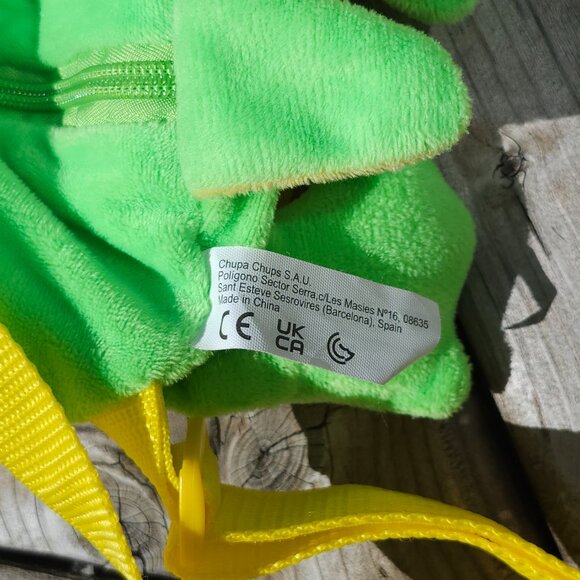 Chupa Chups S.A.U.
Poligono Sector Serra,c/Les Masies Nº16, 08635
Sant Esteve Sesrovires (Barcelona), Spain
Made in China
CE UK
CA